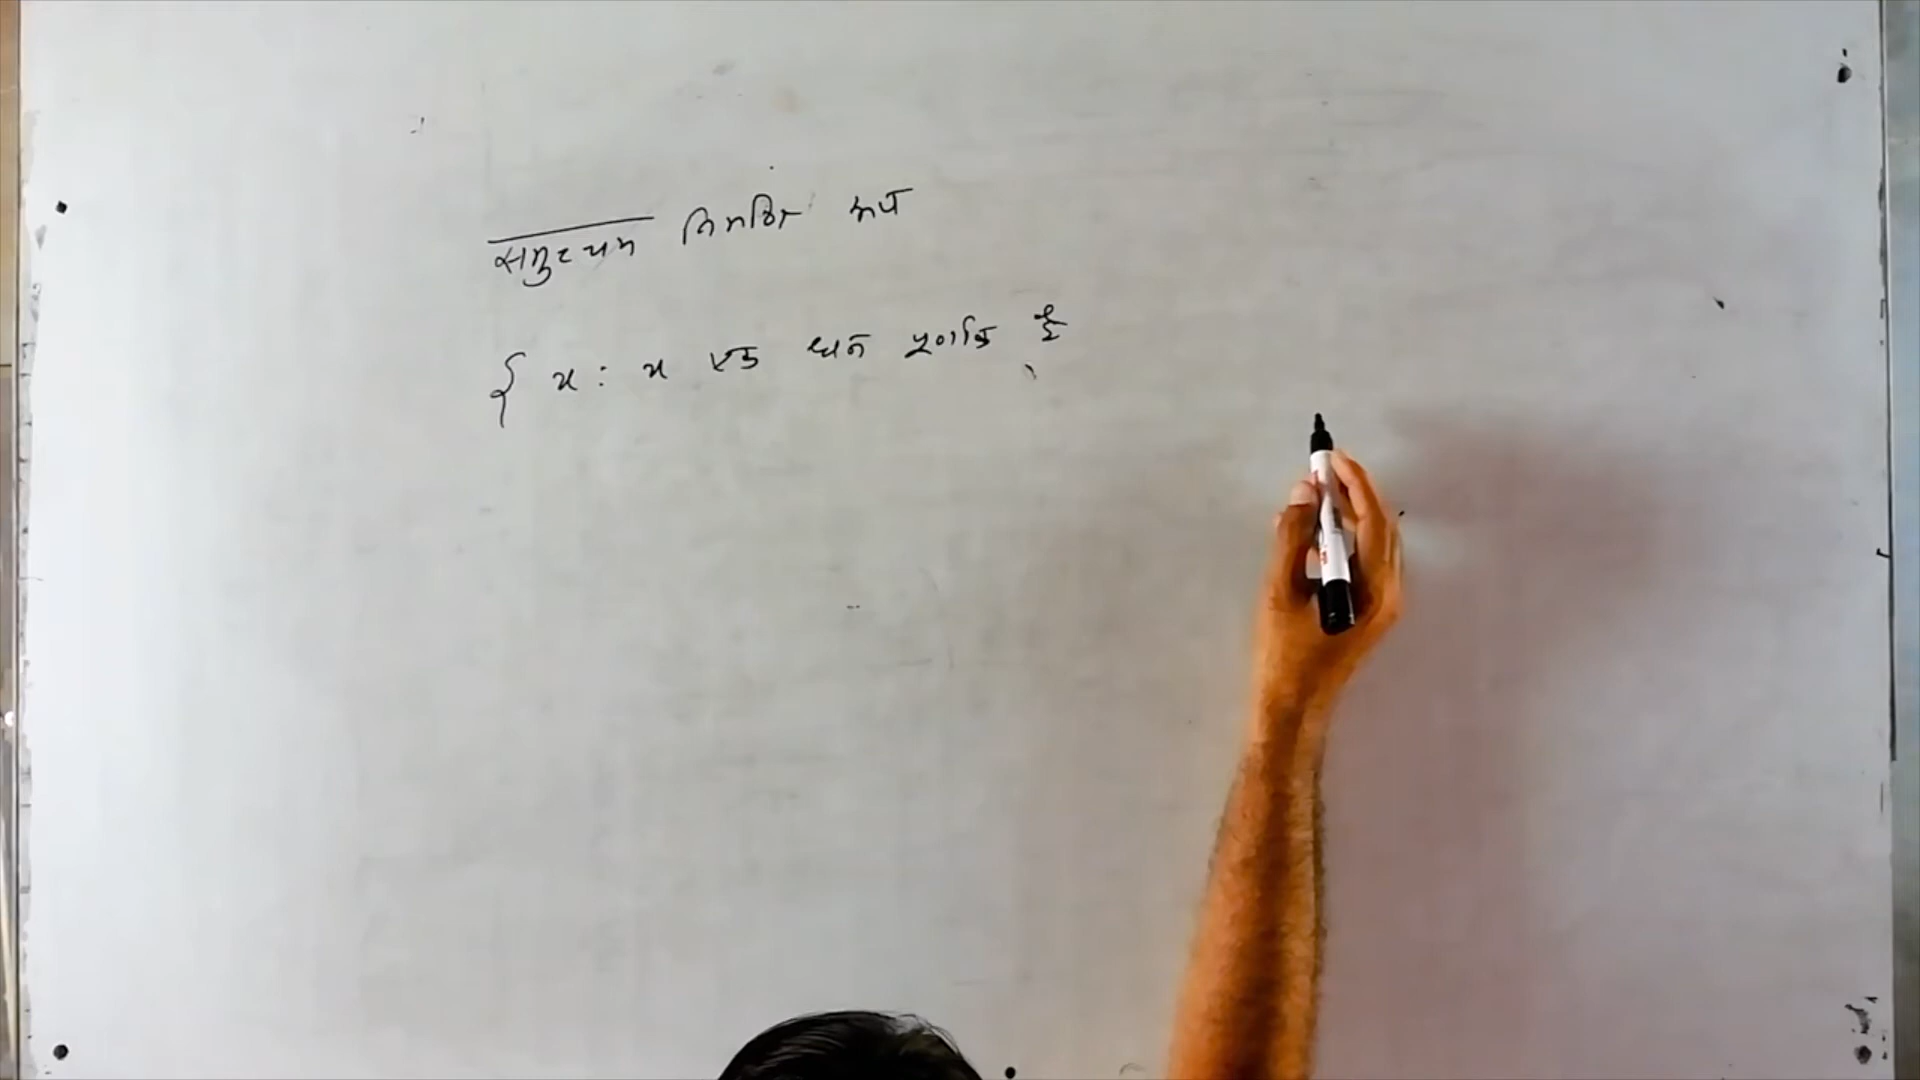 समुच्चय निर्माण रूप
{ x : x एक धन पूर्णांक है